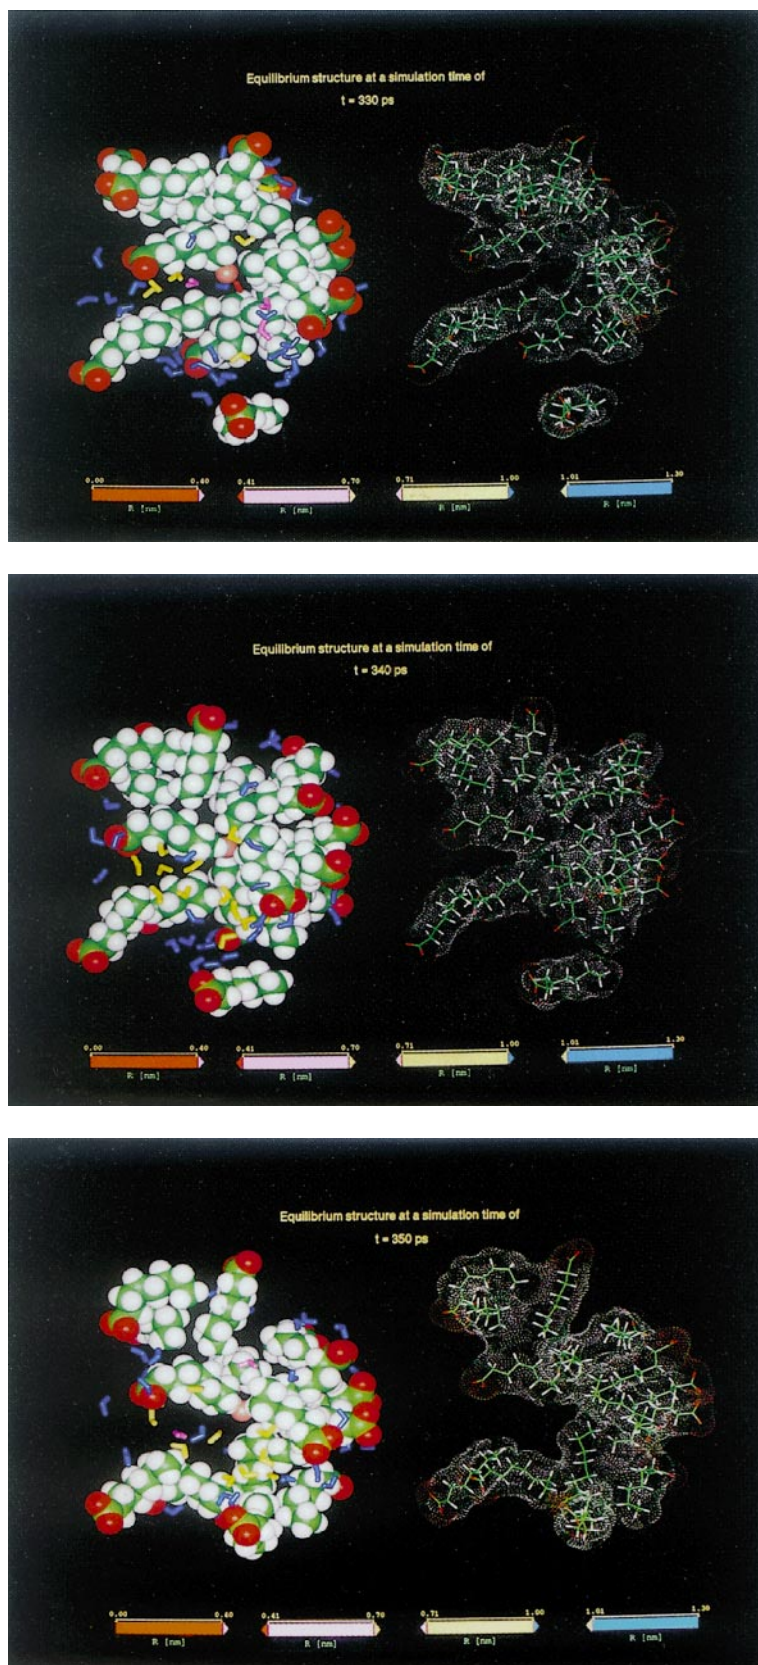 Equilibrium structure at a simulation time of
t = 330 ps
0.00 0.40 0.41 0.70 0.71 1.00 1.01 1.30
R [nm] R [nm] R [nm] R [nm]
Equilibrium structure at a simulation time of
t = 340 ps
0.00 0.40 0.41 0.70 0.71 1.00 1.01 1.30
R [nm] R [nm] R [nm] R [nm]
Equilibrium structure at a simulation time of
t = 350 ps
0.00 0.40 0.41 0.70 0.71 1.00 1.01 1.30
R [nm] R [nm] R [nm] R [nm]